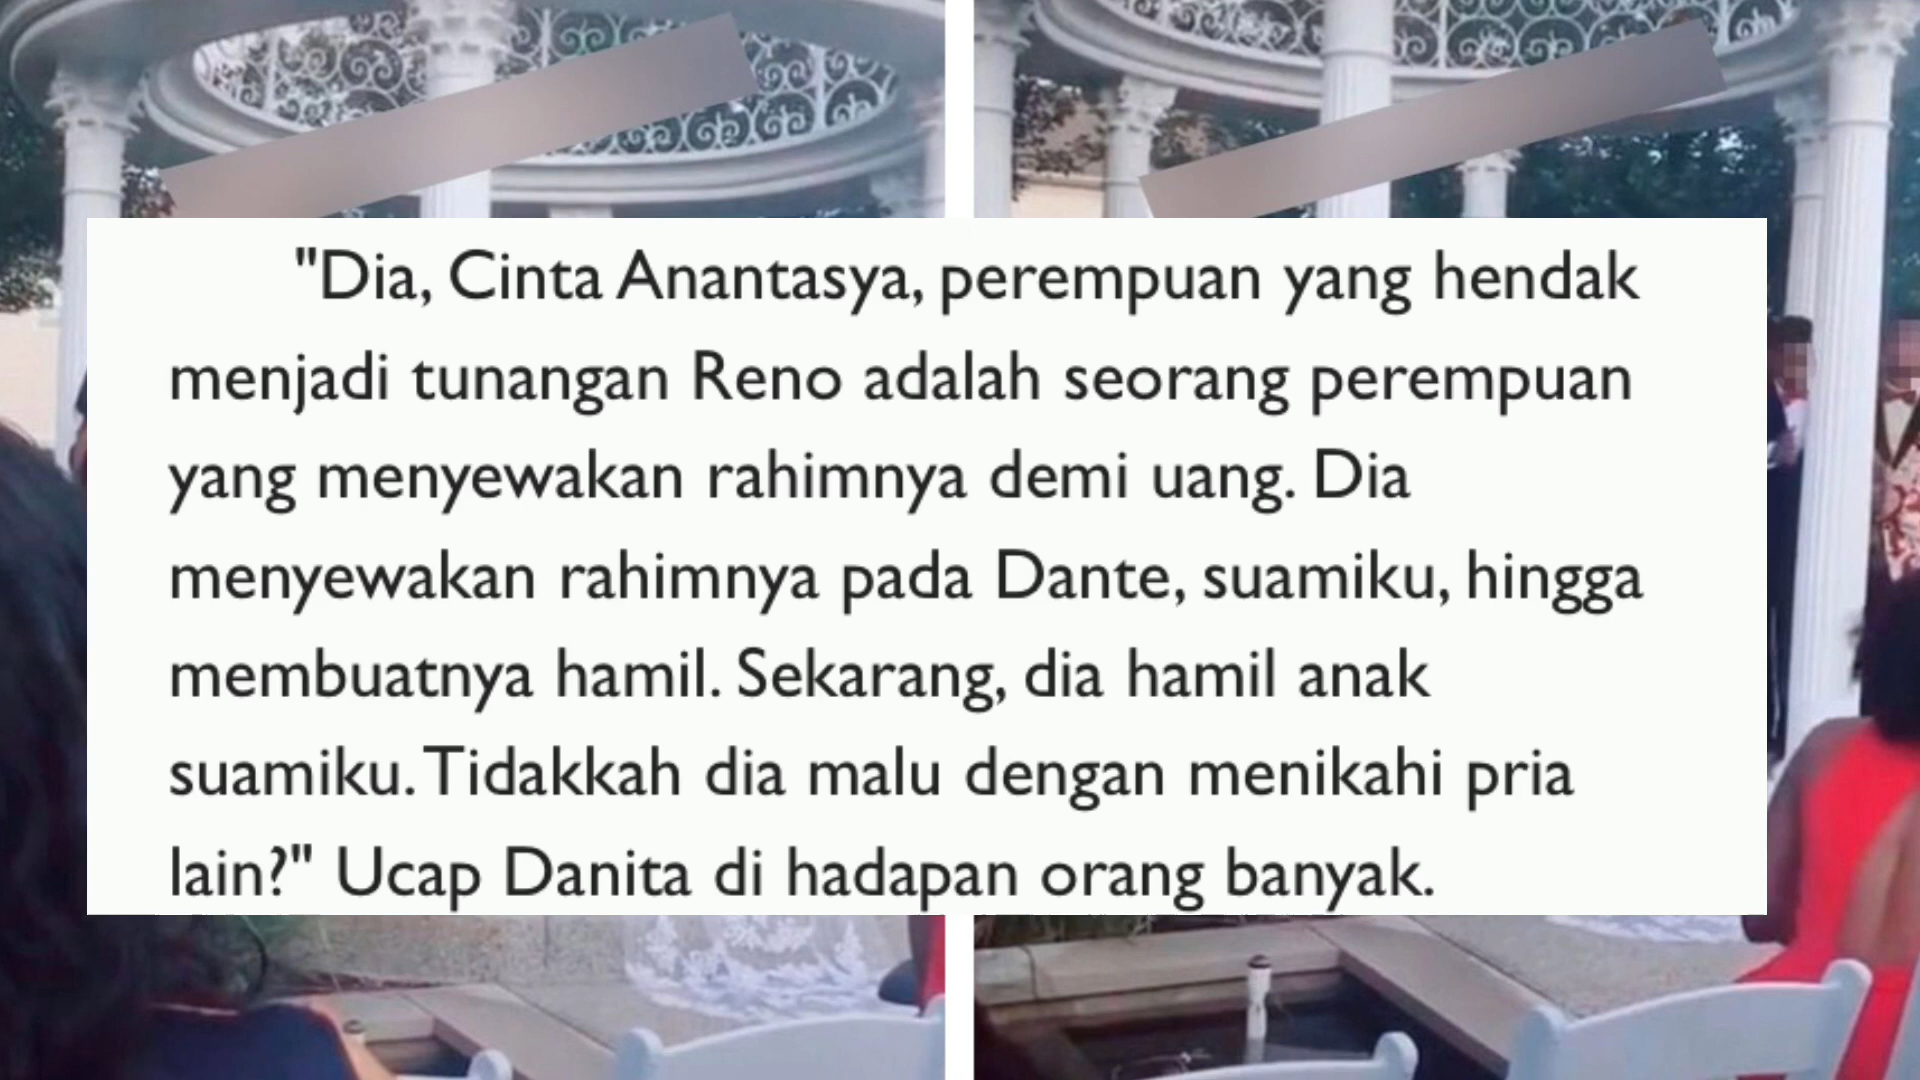 "Dia, Cinta Anantasya, perempuan yang hendak
menjadi tunangan Reno adalah seorang perempuan
yang menyewakan rahimnya demi uang. Dia
menyewakan rahimnya pada Dante, suamiku, hingga
membuatnya hamil. Sekarang, dia hamil anak
suamiku. Tidakkah dia malu dengan menikahi pria
lain?" Ucap Danita di hadapan orang banyak.